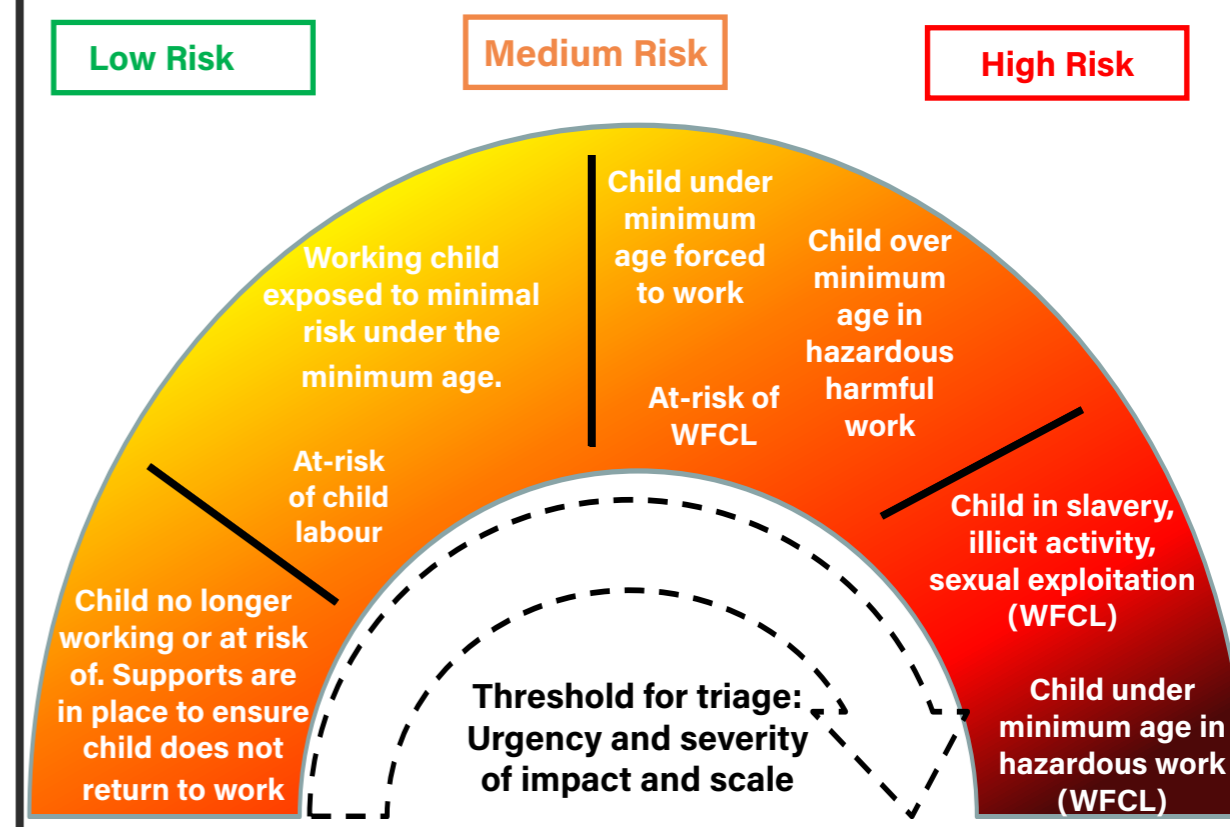 Low Risk
Medium Risk
High Risk
Child no longer
working or at risk
of. Supports are
in place to ensure
child does not
return to work
At-risk
of child
labour
Working child
exposed to minimal
risk under the
minimum age.
Child under
minimum
age forced
to work
At-risk of
WFCL
Child over
minimum
age in
hazardous
harmful
work
Child in slavery,
illicit activity,
sexual exploitation
(WFCL)
Child under
minimum age in
hazardous work
(WFCL)
Threshold for triage:
Urgency and severity
of impact and scale